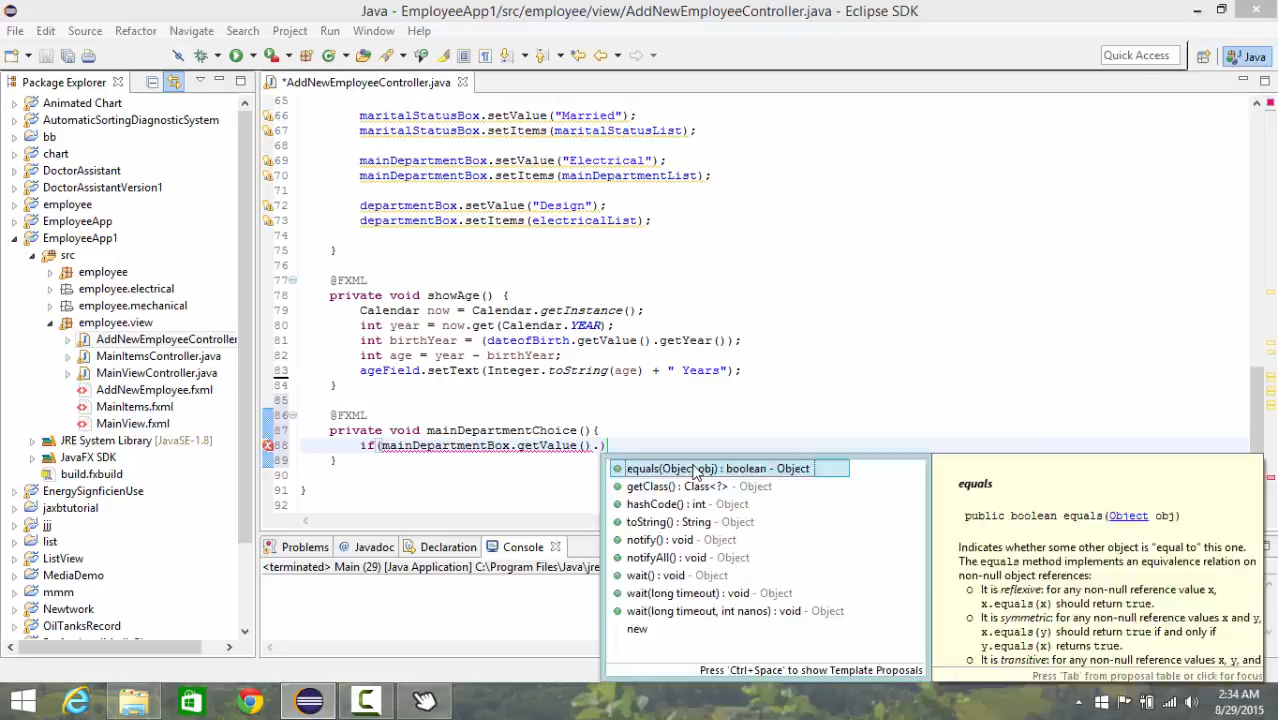 Java - EmployeeApp1/src/employee/view/AddNewEmployeeController.java - Eclipse SDK
File Edit Source Refactor Navigate Search Project Run Window Help
Quick Access
Java
Package Explorer
*AddNewEmployeeController.java
Animated Chart
AutomaticSortingDiagnosticSystem
bb
chart
DoctorAssistant
DoctorAssistantVersion1
employee
EmployeeApp
EmployeeApp1
src
employee
employee.electrical
employee.mechanical
employee.view
AddNewEmployeeController
MainItemsController.java
MainViewController.java
AddNewEmployee.fxml
MainItems.fxml
MainView.fxml
JRE System Library [JavaSE-1.8]
JavaFX SDK
build.fxbuild
EnergySignficienUset
jaxbtutorial
jjj
list
ListView
MediaDemo
mmm
Newtwork
OilTanksRecord
65
66 maritalStatusBox.setValue("Married");
67 maritalStatusBox.setItems(maritalStatusList);
68
69 mainDepartmentBox.setValue("Electrical");
70 mainDepartmentBox.setItems(mainDepartmentList);
71
72 departmentBox.setValue("Design");
73 departmentBox.setItems(electricalList);
74
75 }
76
77 @FXML
78 private void showAge() {
79 Calendar now = Calendar.getInstance();
80 int year = now.get(Calendar.YEAR);
81 int birthYear = (dateofBirth.getValue().getYear());
82 int age = year - birthYear;
83 ageField.setText(Integer.toString(age) + " Years");
84 }
85
86 @FXML
87 private void mainDepartmentChoice(){
88 if(mainDepartmentBox.getValue().)
89 }
90
91 }
92
equals(Object obj) : boolean - Object
getClass() : Class<?> - Object
hashCode() : int - Object
toString() : String - Object
notify() : void - Object
notifyAll() : void - Object
wait() : void - Object
wait(long timeout) : void - Object
wait(long timeout, int nanos) : void - Object
new
Press 'Ctrl+Space' to show Template Proposals
equals
public boolean equals(Object obj)
Indicates whether some other object is "equal to" this one.
The equals method implements an equivalence relation on
non-null object references:
It is reflexive: for any non-null reference value x,
x.equals(x) should return true.
It is symmetric: for any non-null reference values x and y,
x.equals(y) should return true if and only if
y.equals(x) returns true.
It is transitive: for any non-null reference values x, y, and
Press 'Tab' from proposal table or click for focus
Problems Javadoc Declaration Console
<terminated> Main (29) [Java Application] C:\Program Files\Java\jre
2:34 AM
8/29/2015